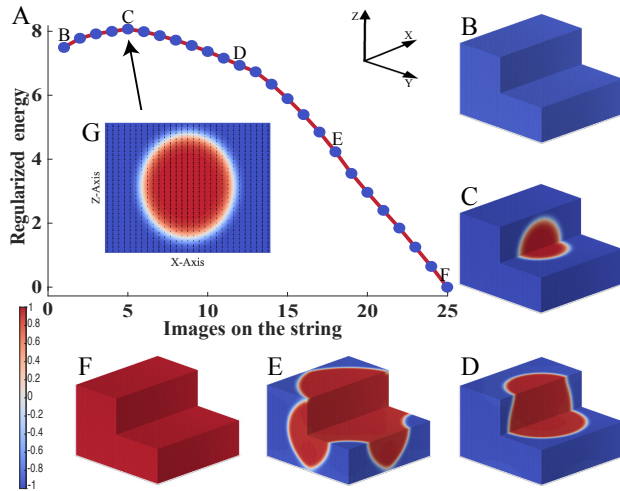 A
B
C
D
E
F
8
6
4
2
0
Regularized energy
0
5
10
15
20
25
Images on the string
G
Z-Axis
X-Axis
Z
X
Y
B
C
D
E
F
1
0.8
0.6
0.4
0.2
0
-0.2
-0.4
-0.6
-0.8
-1